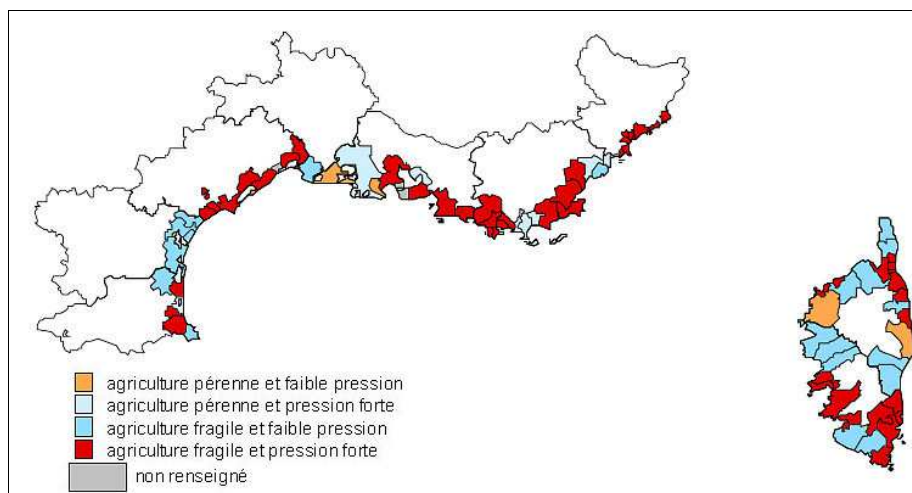 agriculture pérenne et faible pression
agriculture pérenne et pression forte
agriculture fragile et faible pression
agriculture fragile et pression forte
non renseigné